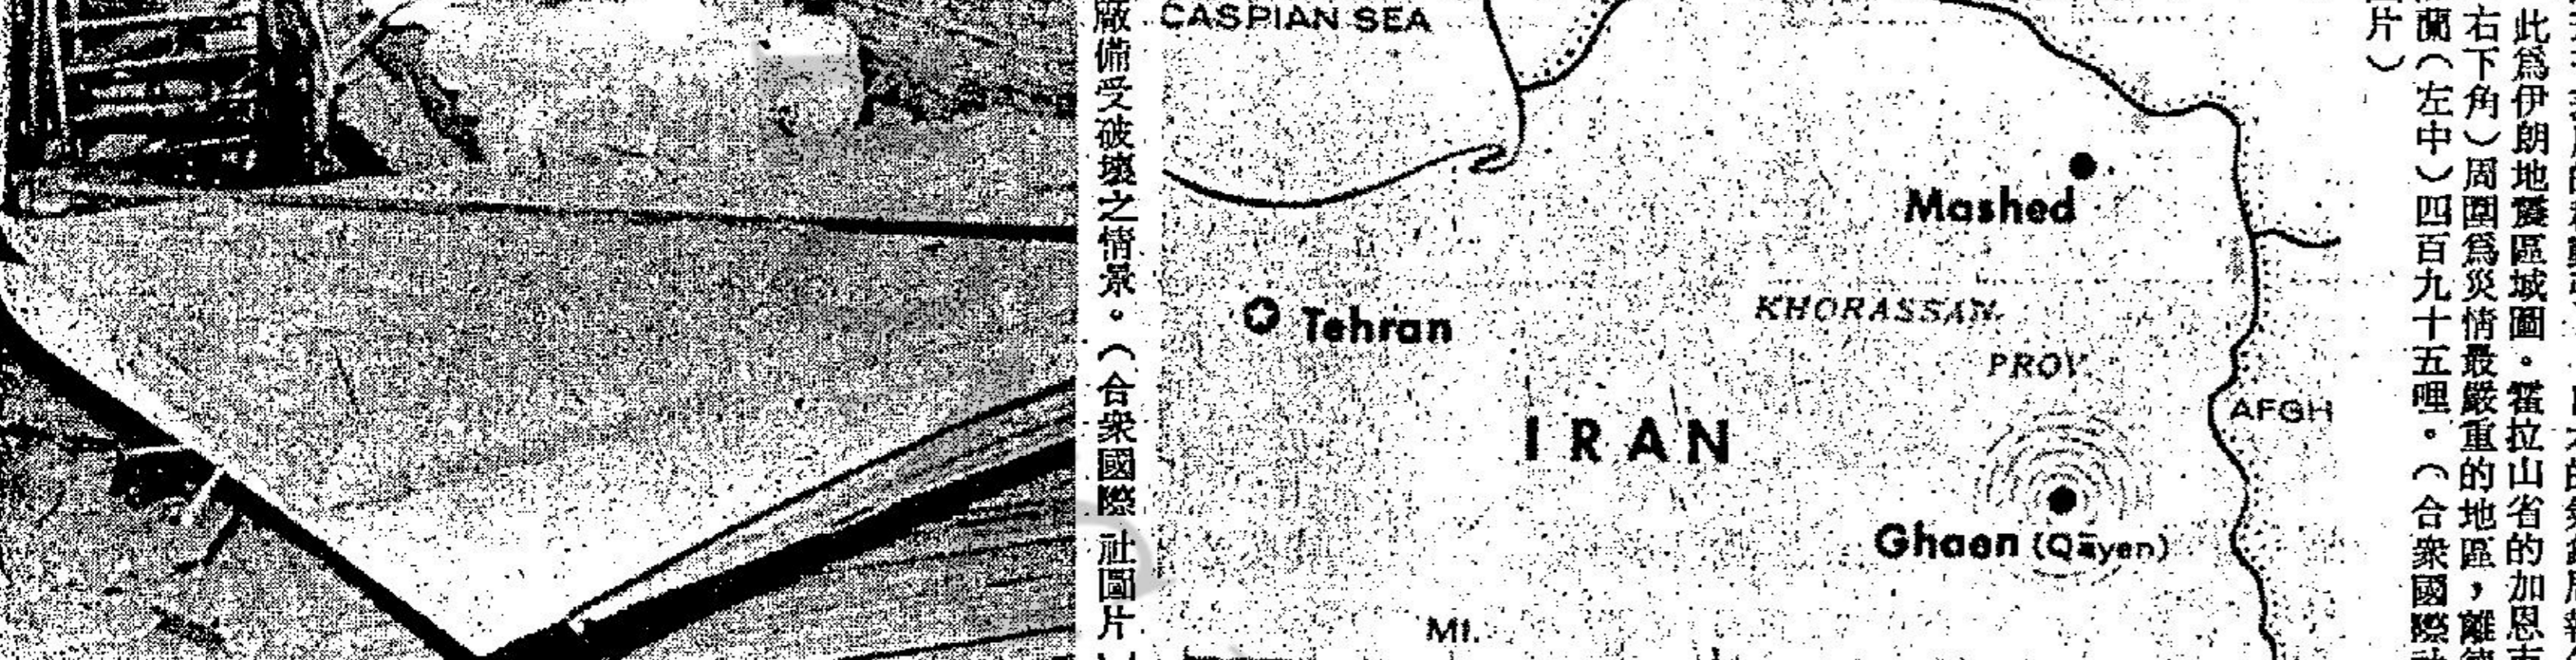 此爲伊朗地震區域圖。霍拉山省的加恩市
右下角）周圍爲災情最嚴重的地區，離德
蘭（左中）四百九十五哩。（合衆國際社
片）
CASPIAN SEA
Mashed
Tehran
KHORASSAN
PROV.
IRAN
AFGH
Ghaen (Qāyen)
MI.
廠備受破壞之情景。（合衆國際社圖片）